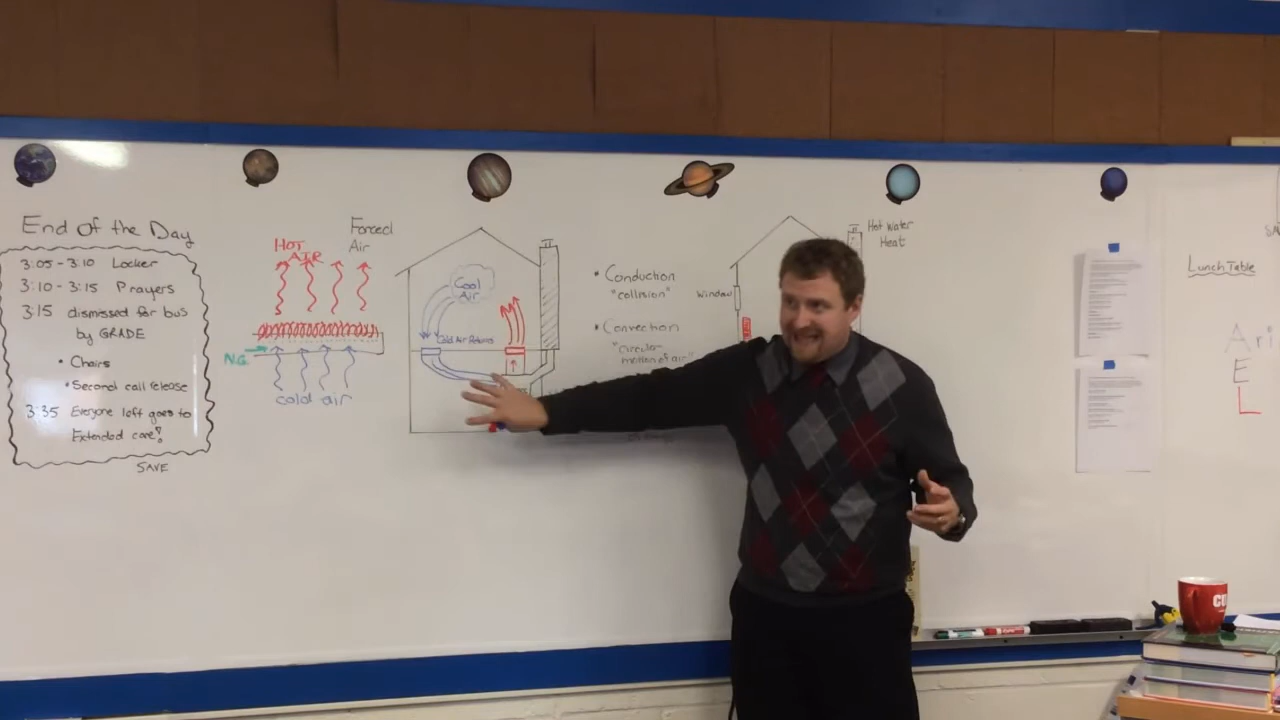 End of the Day
3:05 - 3:10 Locker
3:10 - 3:15 Prayers
3:15 dismissed for bus
by GRADE
• Chairs
• Second call release
3:35 Everyone left goes to
Extended care!
SAVE
Forced
Air
HOT
AIR
N.G.
cold air
Cool
Air
Cold Air Returns
• Conduction
"collision"
• Convection
"Circular
motion of air"
Hot Water
Heat
Window
Lunch Table
Ari
E
L